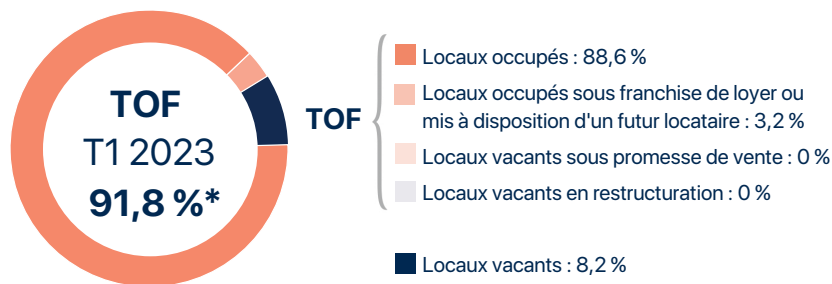 TOF
T1 2023
91,8 %*
TOF
Locaux occupés : 88,6 %
Locaux occupés sous franchise de loyer ou
mis à disposition d'un futur locataire : 3,2 %
Locaux vacants sous promesse de vente : 0 %
Locaux vacants en restructuration : 0 %
Locaux vacants : 8,2 %